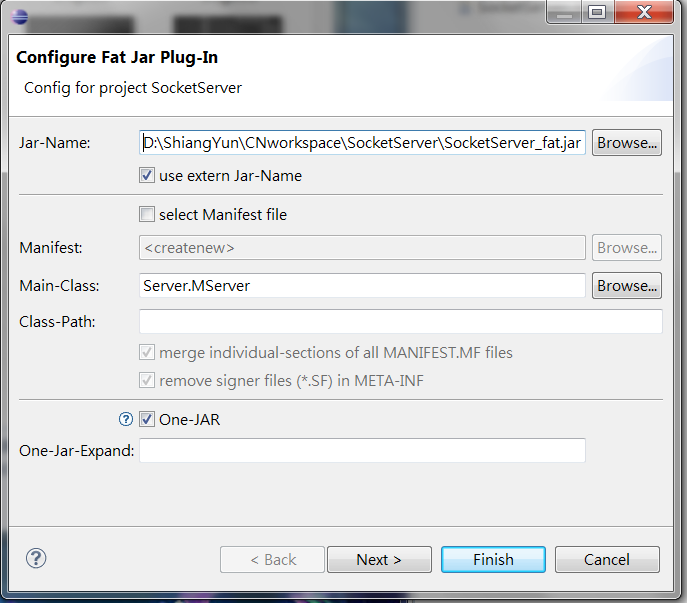 Configure Fat Jar Plug-In
Config for project SocketServer
Jar-Name: D:\ShiangYun\CNworkspace\SocketServer\SocketServer_fat.jar Browse...
use extern Jar-Name
select Manifest file
Manifest: <createnew> Browse...
Main-Class: Server.MServer Browse...
Class-Path:
merge individual-sections of all MANIFEST.MF files
remove signer files (*.SF) in META-INF
One-JAR
One-Jar-Expand:
< Back Next > Finish Cancel